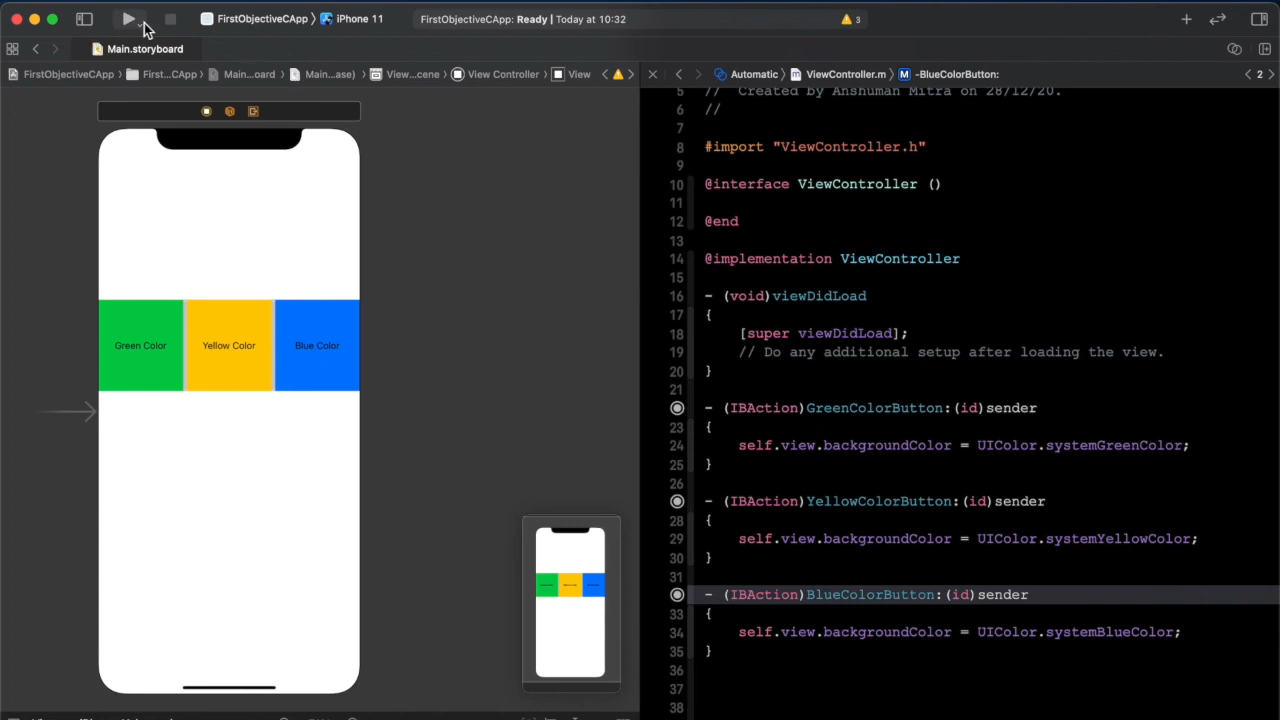 FirstObjectiveCApp 〉 iPhone 11
FirstObjectiveCApp: Ready | Today at 10:32
3
Main.storyboard
FirstObjectiveCApp 〉 First...CApp 〉 Main...oard 〉 Main...ase) 〉 View...cene 〉 View Controller 〉 View
Automatic 〉 ViewController.m 〉 M -BlueColorButton:
2
Green Color
Yellow Color
Blue Color
5 //  Created by Anshuman Mitra on 28/12/20.
6 //
7
8 #import "ViewController.h"
9
10 @interface ViewController ()
11
12 @end
13
14 @implementation ViewController
15
16 - (void)viewDidLoad
17 {
18     [super viewDidLoad];
19     // Do any additional setup after loading the view.
20 }
21
- (IBAction)GreenColorButton:(id)sender
23 {
24     self.view.backgroundColor = UIColor.systemGreenColor;
25 }
26
- (IBAction)YellowColorButton:(id)sender
28 {
29     self.view.backgroundColor = UIColor.systemYellowColor;
30 }
31
- (IBAction)BlueColorButton:(id)sender
33 {
34     self.view.backgroundColor = UIColor.systemBlueColor;
35 }
36
37
38